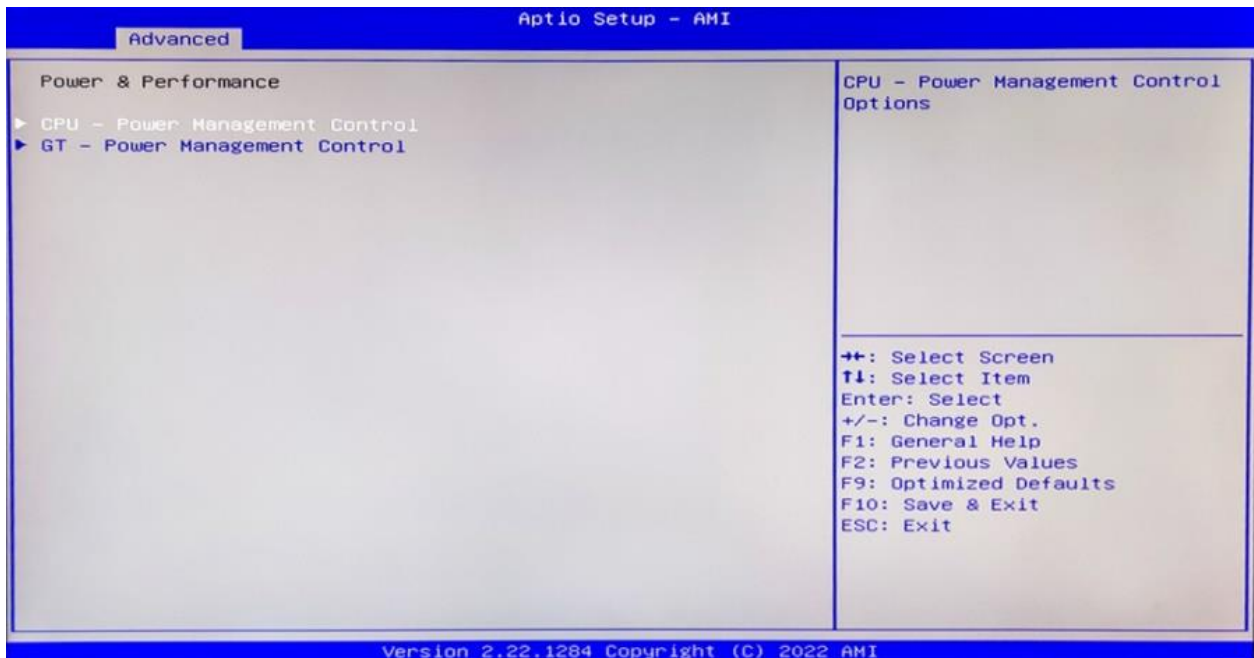 Aptio Setup – AMI
Advanced
Power & Performance
▶ CPU – Power Management Control
▶ GT – Power Management Control
CPU – Power Management Control
Options
→←: Select Screen
↑↓: Select Item
Enter: Select
+/-: Change Opt.
F1: General Help
F2: Previous Values
F9: Optimized Defaults
F10: Save & Exit
ESC: Exit
Version 2.22.1284 Copyright (C) 2022 AMI